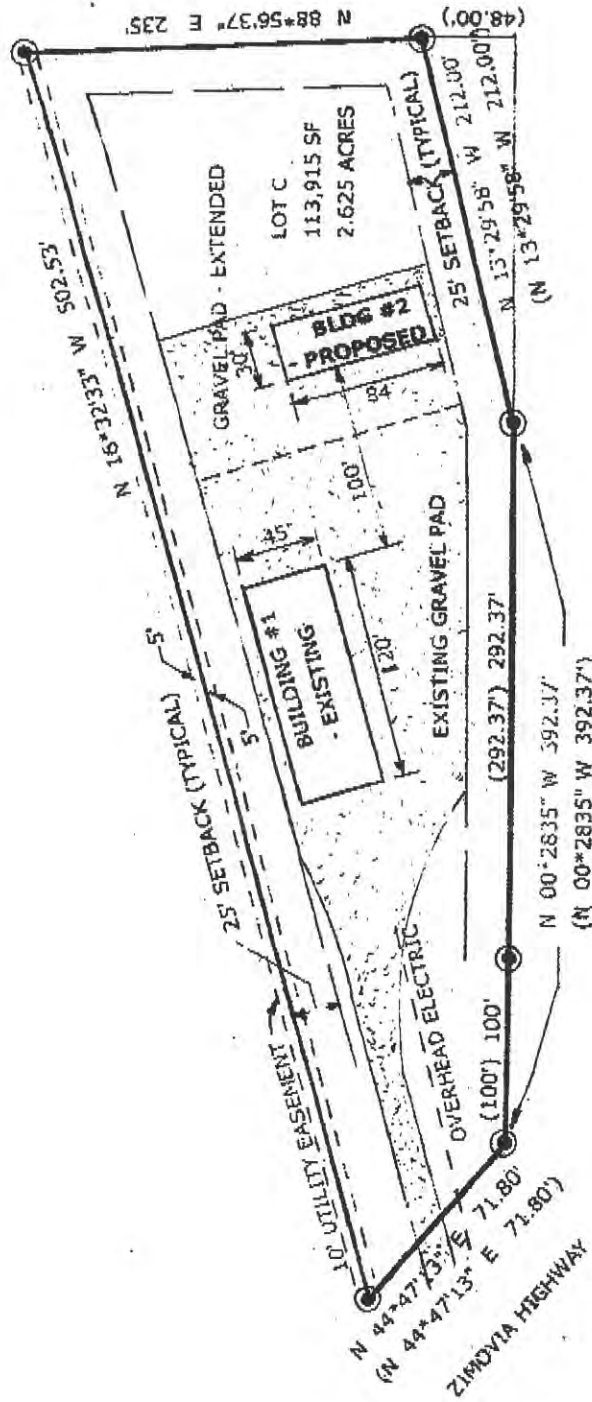 N 88*56'37" E 235'
(48.00')
N 16*32'33" W 502.53'
GRAVEL PAD - EXTENDED
LOT C
113,915 SF
2.625 ACRES
25' SETBACK (TYPICAL)
N 13*29'58" W 212.00'
(N 13*29'58" W 212.00')
30'
BLDG #2
- PROPOSED
84
100'
45'
BUILDING #1
- EXISTING
120'
EXISTING GRAVEL PAD
5'
5'
25' SETBACK (TYPICAL)
10' UTILITY EASEMENT
OVERHEAD ELECTRIC
(292.37') 292.37'
N 00*2835" W 392.37'
(N 00*2835" W 392.37')
(100') 100'
N 44*47'13" E 71.80'
(N 44*47'13" E 71.80')
ZIMOVIA HIGHWAY